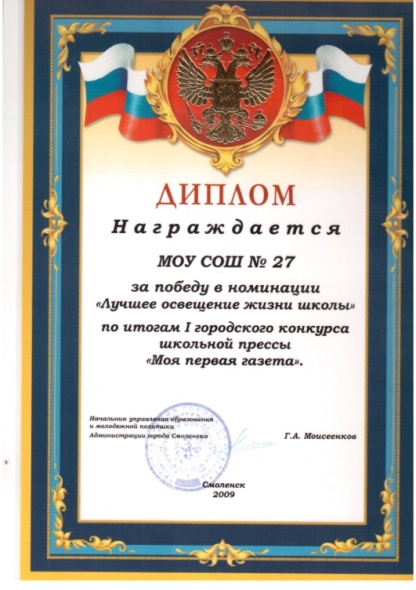 ДИПЛОМ
Награждается
МОУ СОШ № 27
за победу в номинации
«Лучшее освещение жизни школы»
по итогам I городского конкурса
школьной прессы
«Моя первая газета».
Начальник управления образования
и молодежной политики
Администрации города Смоленска
Г.А. Моисеенков
Смоленск
2009